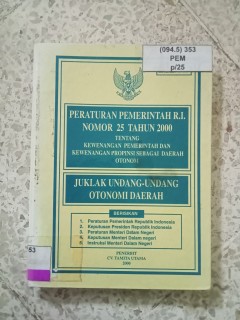 (094.5) 353
PEM
p/25
PERATURAN PEMERINTAH R.I.
NOMOR 25 TAHUN 2000
TENTANG
KEWENANGAN PEMERINTAH DAN
KEWENANGAN PROPINSI SEBAGAI DAERAH
OTONOM
JUKLAK UNDANG-UNDANG
OTONOMI DAERAH
BERISIKAN
1. Peraturan Pemerintah Republik Indonesia
2. Keputusan Presiden Republik Indonesia
3. Peraturan Menteri Dalam Negeri
4. Keputusan Menteri Dalam Negeri
5. Instruksi Menteri Dalam Negeri
PENERBIT
CV. TAMITA UTAMA
2000
53